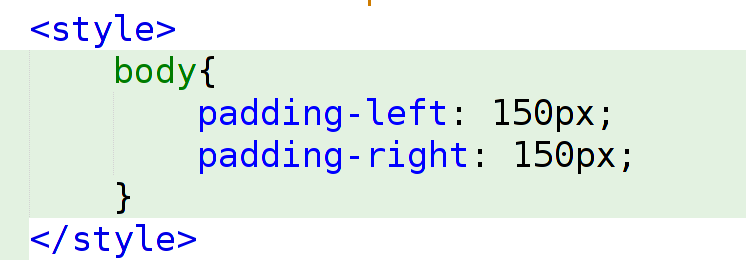 <style>
    body{
        padding-left: 150px;
        padding-right: 150px;
    }
</style>